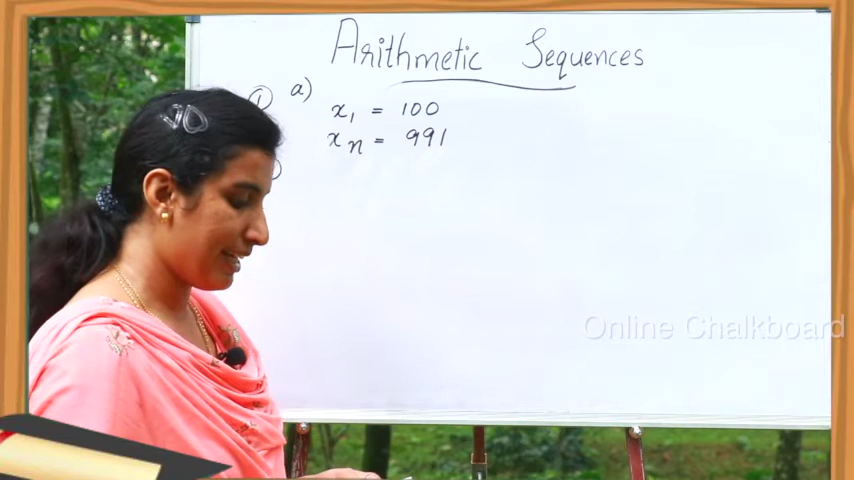 Arithmetic Sequences
① a)
x₁ = 100
xₙ = 991
Online Chalkboard